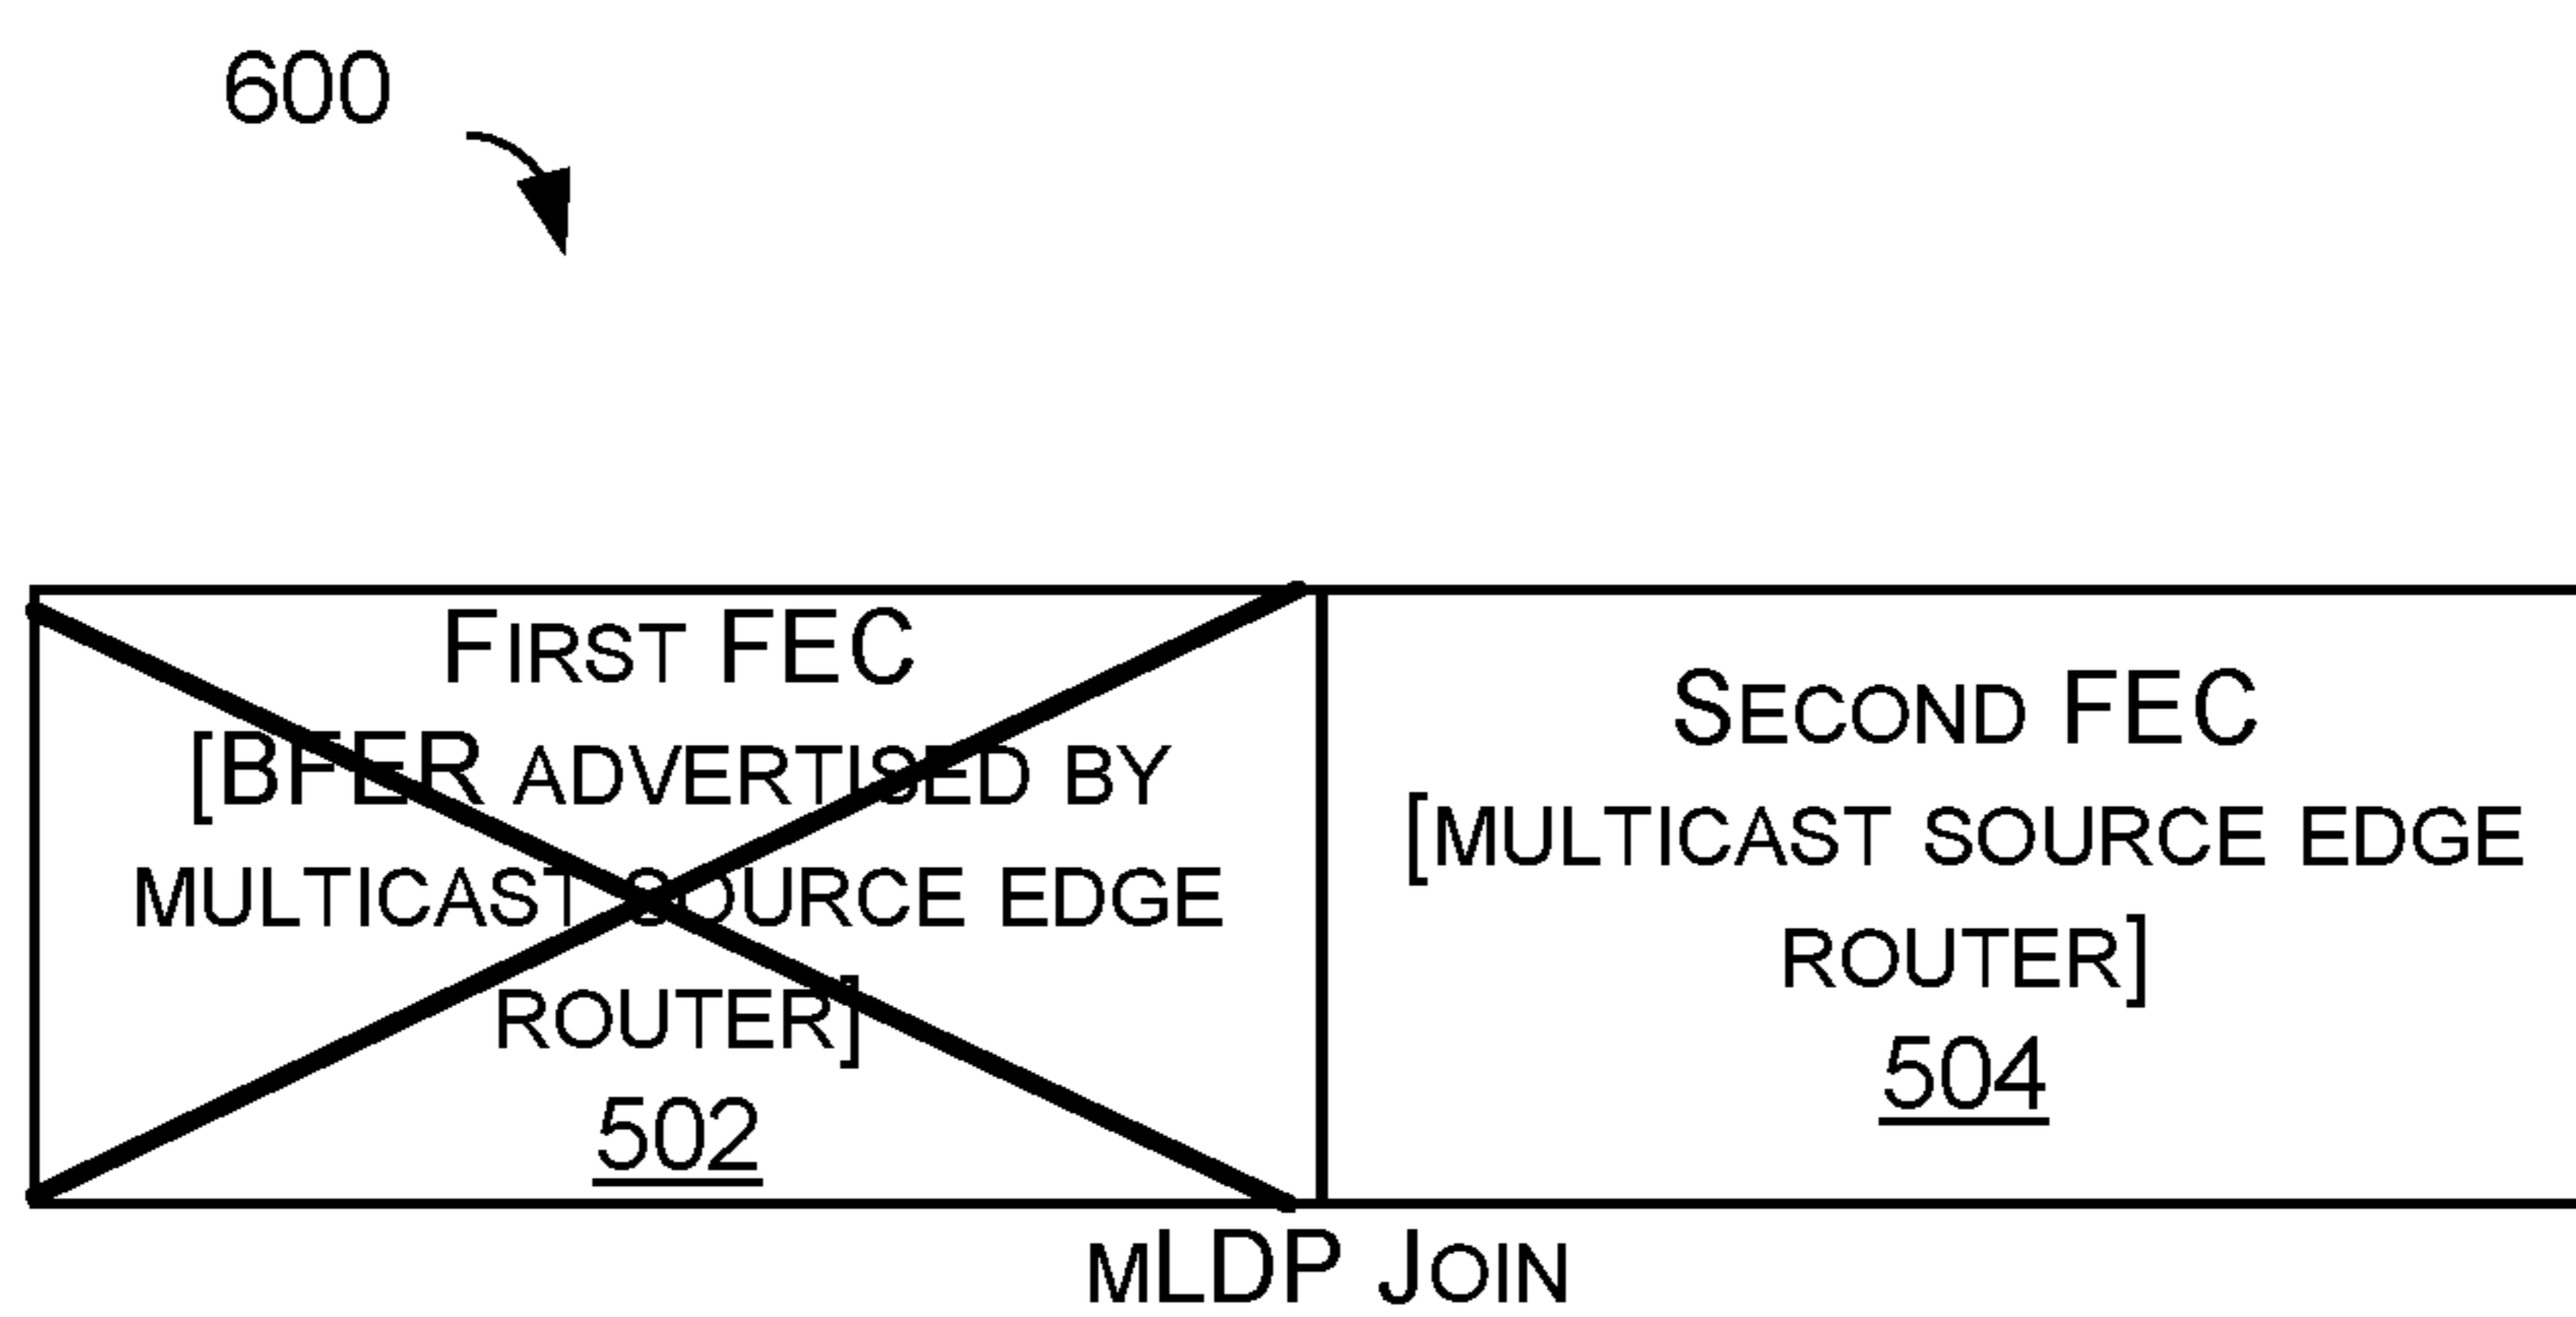 600
FIRST FEC
[BFER ADVERTISED BY
MULTICAST SOURCE EDGE
ROUTER]
502
SECOND FEC
[MULTICAST SOURCE EDGE
ROUTER]
504
MLDP JOIN